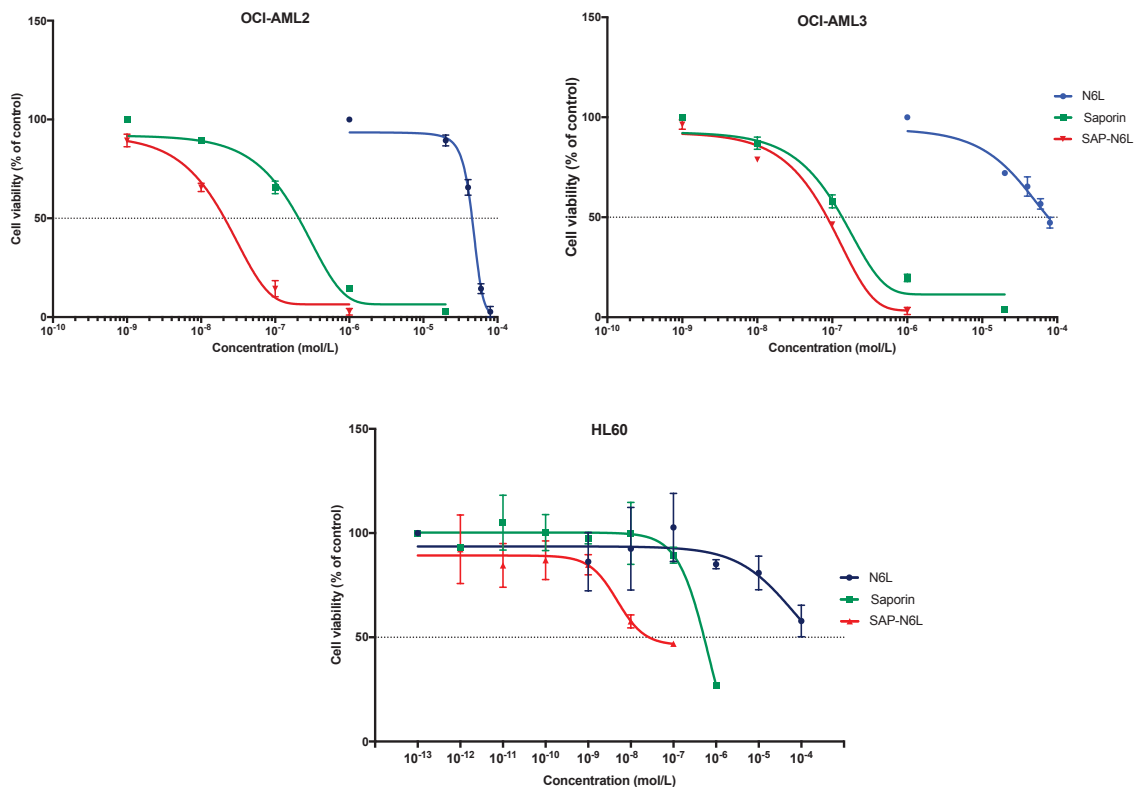 OCI-AML2
150
100
50
0
Cell viability (% of control)
10-10
10-9
10-8
10-7
10-6
10-5
10-4
Concentration (mol/L)
OCI-AML3
150
100
50
0
Cell viability (% of control)
10-10
10-9
10-8
10-7
10-6
10-5
10-4
Concentration (mol/L)
N6L
Saporin
SAP-N6L
HL60
150
100
50
0
Cell viability (% of control)
10-13
10-12
10-11
10-10
10-9
10-8
10-7
10-6
10-5
10-4
Concentration (mol/L)
N6L
Saporin
SAP-N6L